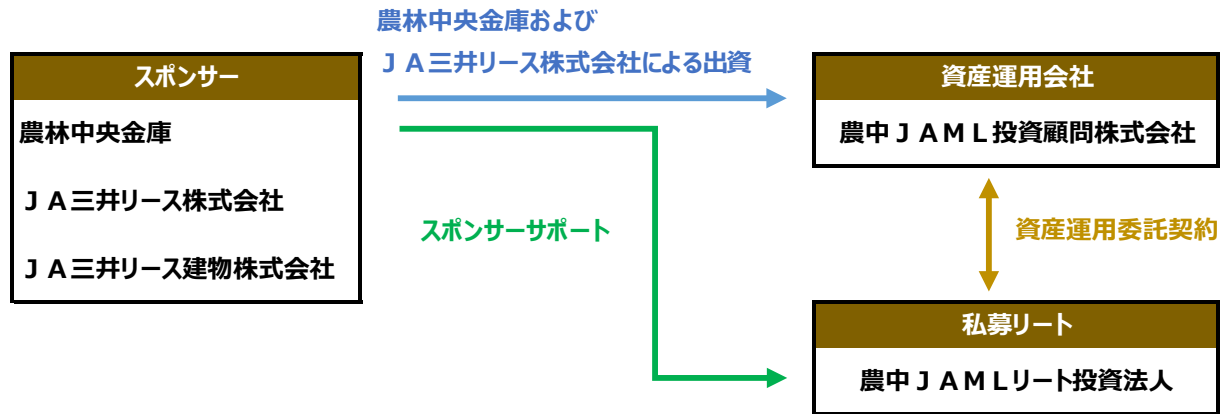 農林中央金庫および
ＪＡ三井リース株式会社による出資
スポンサー
農林中央金庫
ＪＡ三井リース株式会社
ＪＡ三井リース建物株式会社
スポンサーサポート
資産運用会社
農中ＪＡＭＬ投資顧問株式会社
資産運用委託契約
私募リート
農中ＪＡＭＬリート投資法人